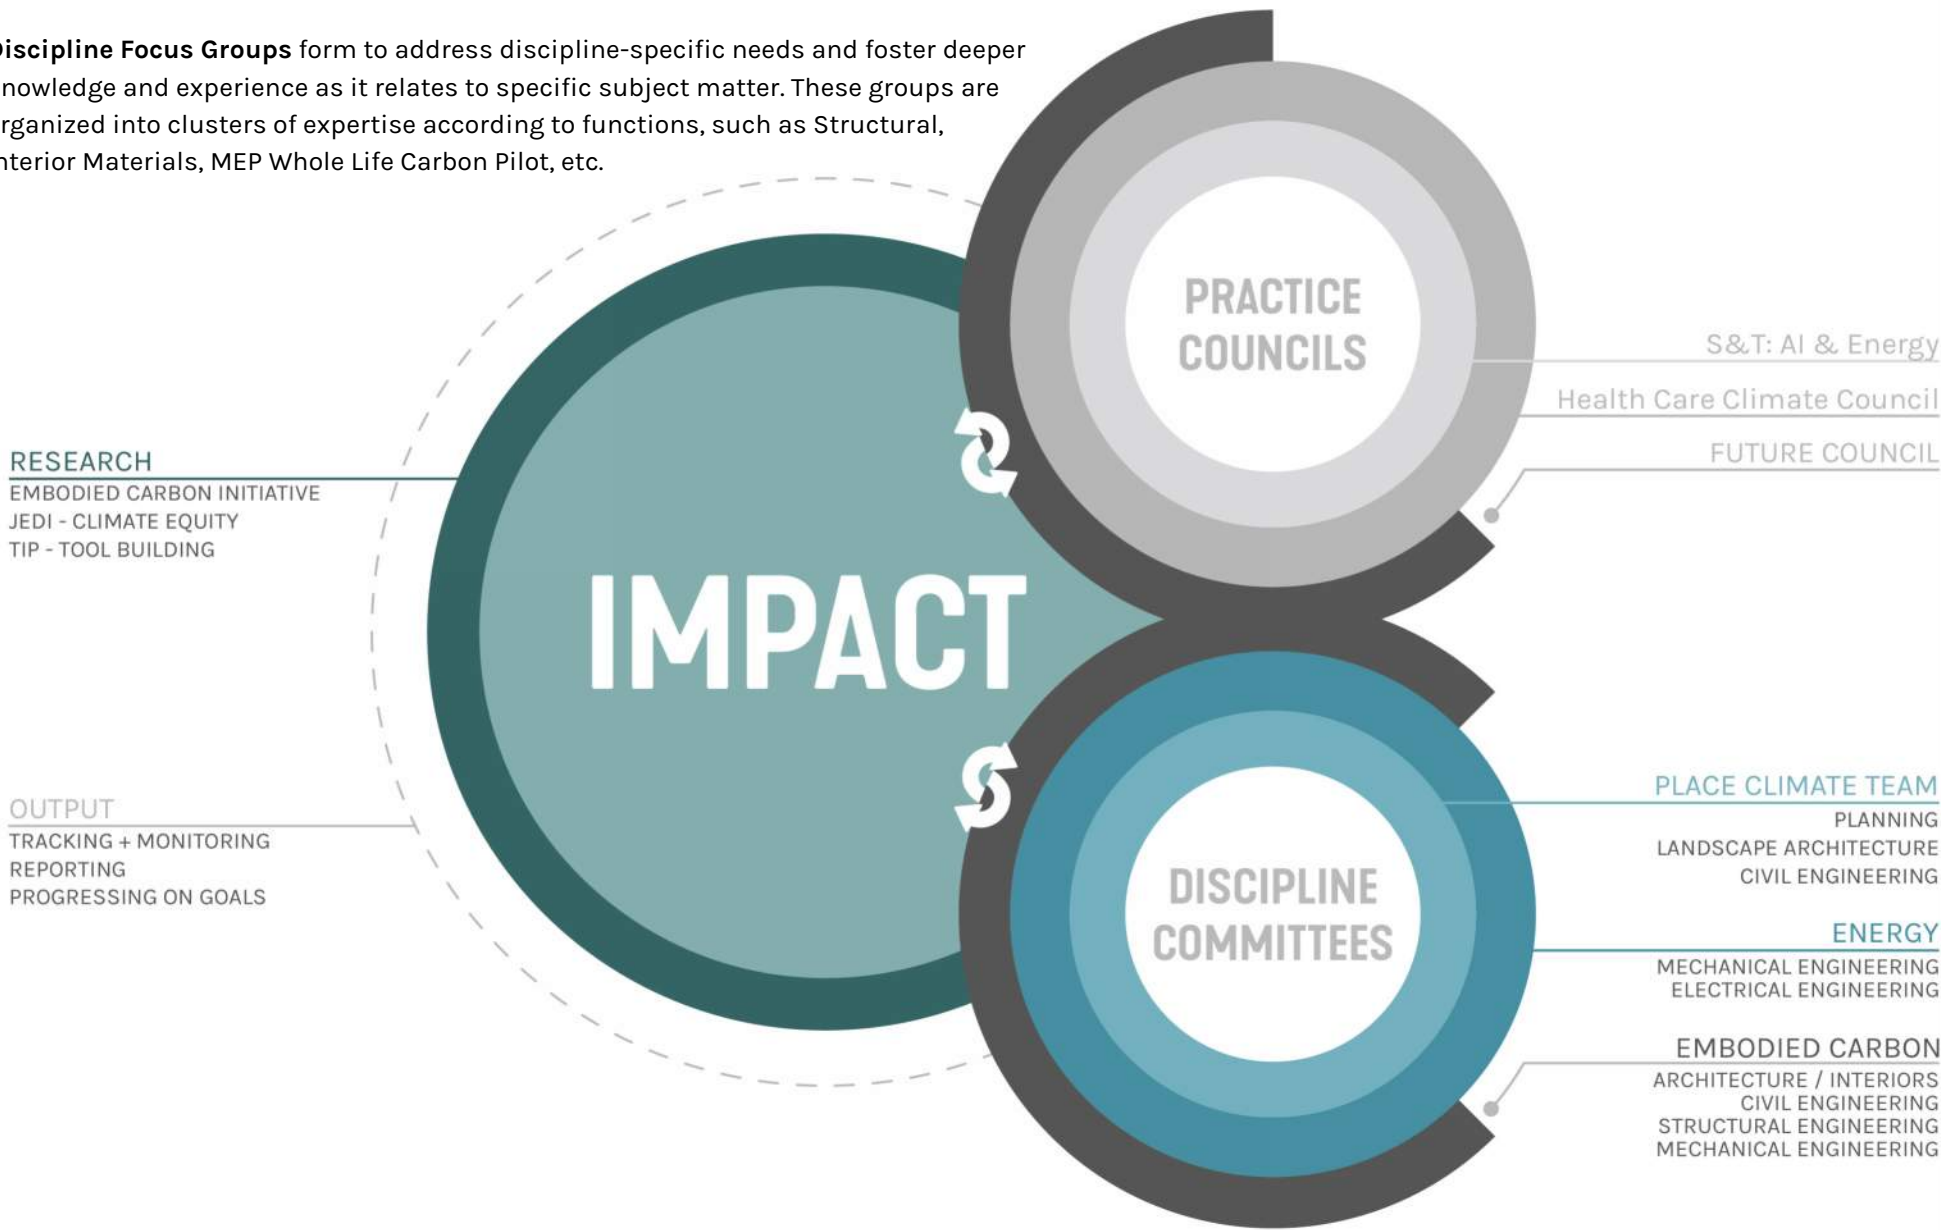 Discipline Focus Groups form to address discipline-specific needs and foster deeper
knowledge and experience as it relates to specific subject matter. These groups are
organized into clusters of expertise according to functions, such as Structural,
Interior Materials, MEP Whole Life Carbon Pilot, etc.
PRACTICE
COUNCILS
S&T: AI & Energy
Health Care Climate Council
FUTURE COUNCIL
RESEARCH
EMBODIED CARBON INITIATIVE
JEDI - CLIMATE EQUITY
TIP - TOOL BUILDING
IMPACT
OUTPUT
TRACKING + MONITORING
REPORTING
PROGRESSING ON GOALS
DISCIPLINE
COMMITTEES
PLACE CLIMATE TEAM
PLANNING
LANDSCAPE ARCHITECTURE
CIVIL ENGINEERING
ENERGY
MECHANICAL ENGINEERING
ELECTRICAL ENGINEERING
EMBODIED CARBON
ARCHITECTURE / INTERIORS
CIVIL ENGINEERING
STRUCTURAL ENGINEERING
MECHANICAL ENGINEERING